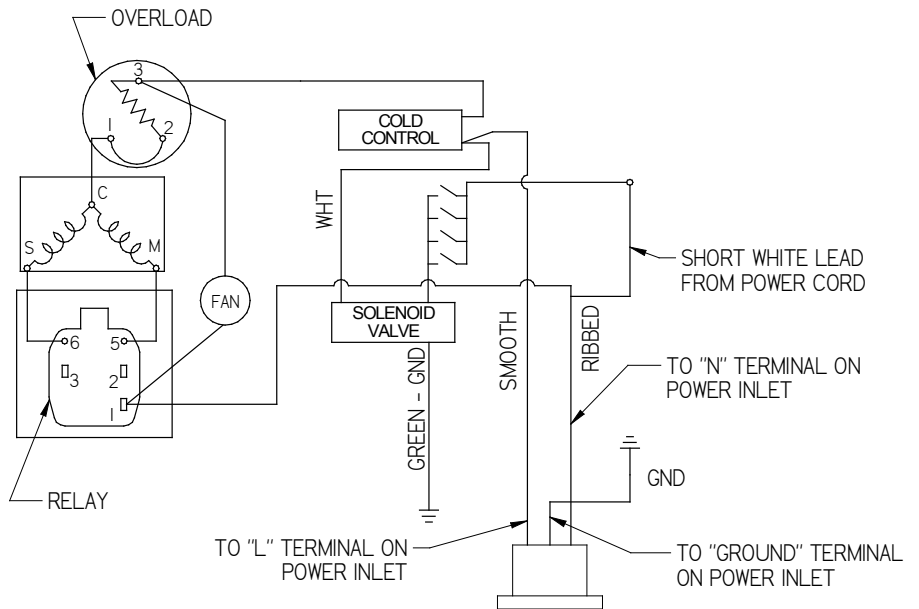 OVERLOAD
3
1
2
COLD
CONTROL
C
S
M
WHT
SHORT WHITE LEAD
FROM POWER CORD
FAN
SOLENOID
VALVE
6
5
3
2
1
SMOOTH
RIBBED
GREEN - GND
TO "N" TERMINAL ON
POWER INLET
GND
RELAY
TO "L" TERMINAL ON
POWER INLET
TO "GROUND" TERMINAL
ON POWER INLET